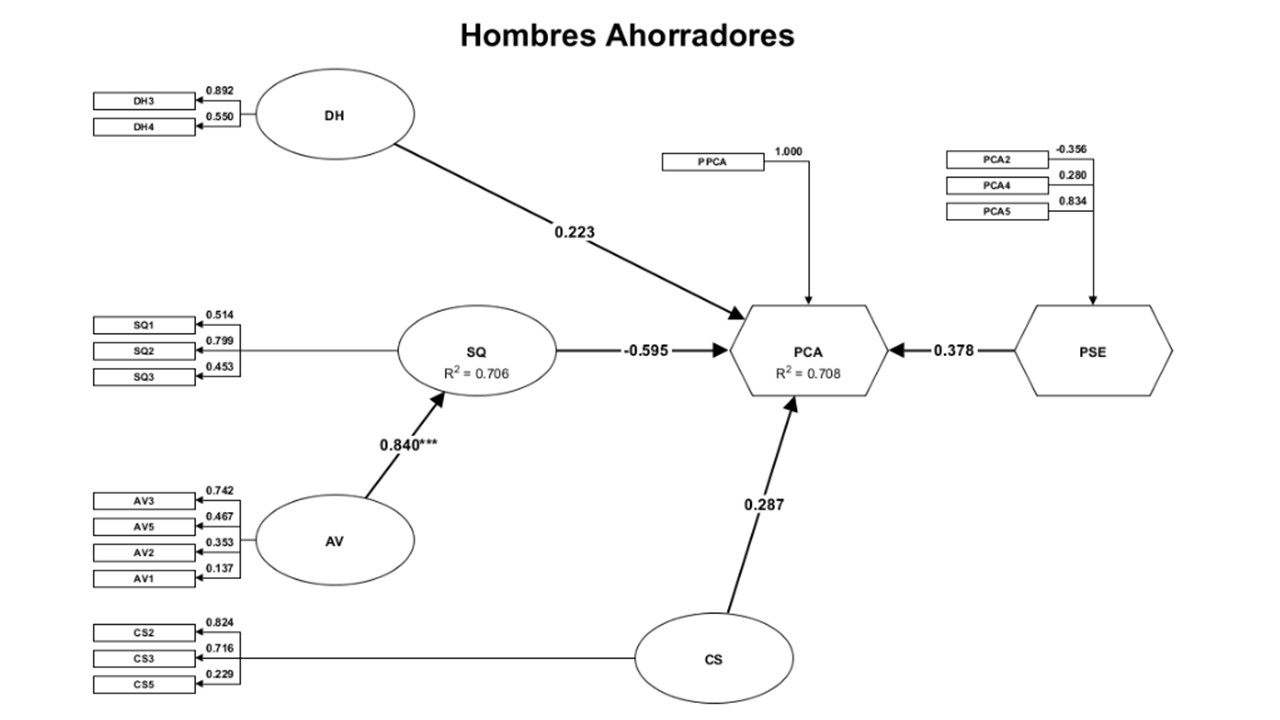 Hombres Ahorradores
DH3
0.892
DH4
0.550
DH
PPCA
1.000
PCA2
-0.356
PCA4
0.280
PCA5
0.834
0.223
SQ1
0.514
SQ2
0.799
SQ3
0.453
SQ
R² = 0.706
-0.595
PCA
R² = 0.708
0.378
PSE
0.840***
AV3
0.742
AV5
0.467
AV2
0.353
AV1
0.137
AV
0.287
CS2
0.824
CS3
0.716
CS5
0.229
CS